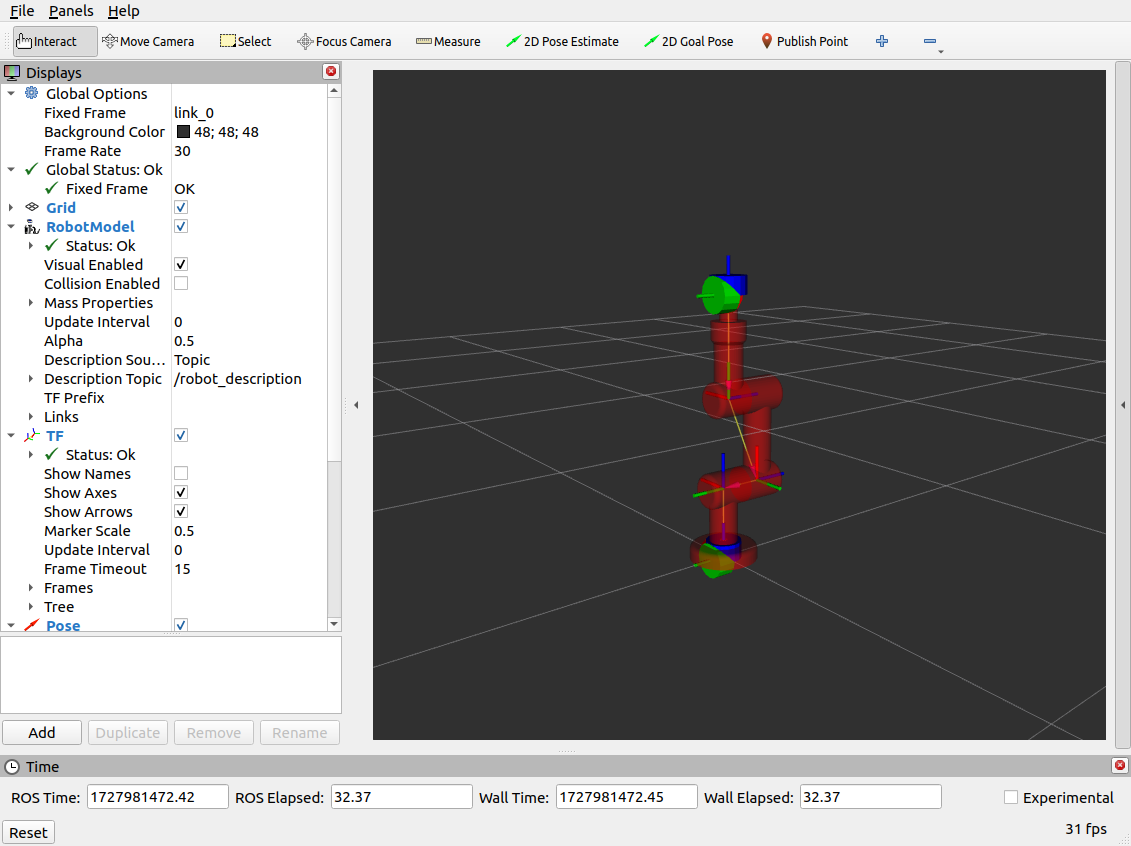 File Panels Help
Interact Move Camera Select Focus Camera Measure 2D Pose Estimate 2D Goal Pose Publish Point
Displays
Global Options
Fixed Frame link_0
Background Color 48; 48; 48
Frame Rate 30
Global Status: Ok
Fixed Frame OK
Grid
RobotModel
Status: Ok
Visual Enabled
Collision Enabled
Mass Properties
Update Interval 0
Alpha 0.5
Description Sou... Topic
Description Topic /robot_description
TF Prefix
Links
TF
Status: Ok
Show Names
Show Axes
Show Arrows
Marker Scale 0.5
Update Interval 0
Frame Timeout 15
Frames
Tree
Pose
Add Duplicate Remove Rename
Time
ROS Time: 1727981472.42 ROS Elapsed: 32.37 Wall Time: 1727981472.45 Wall Elapsed: 32.37 Experimental
Reset 31 fps